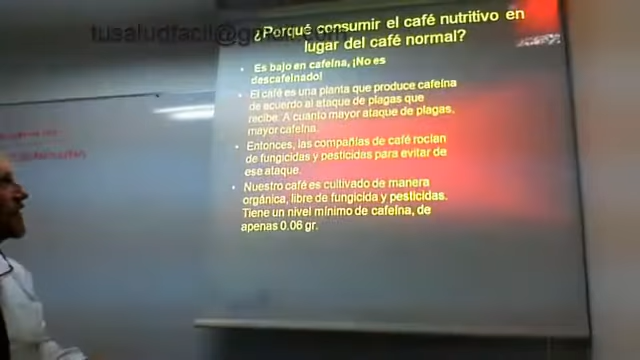 tusaludfacil@gmail.com
¿Porqué consumir el café nutritivo en
lugar del café normal?
• Es bajo en cafeína, ¡No es
descafeinado!
• El café es una planta que produce cafeína
de acuerdo al ataque de plagas que
recibe. A cuanto mayor ataque de plagas,
mayor cafeína.
• Entonces, las compañías de café rocían
de fungicidas y pesticidas para evitar de
ese ataque.
• Nuestro café es cultivado de manera
orgánica, libre de fungicida y pesticidas.
Tiene un nivel mínimo de cafeína, de
apenas 0.06 gr.